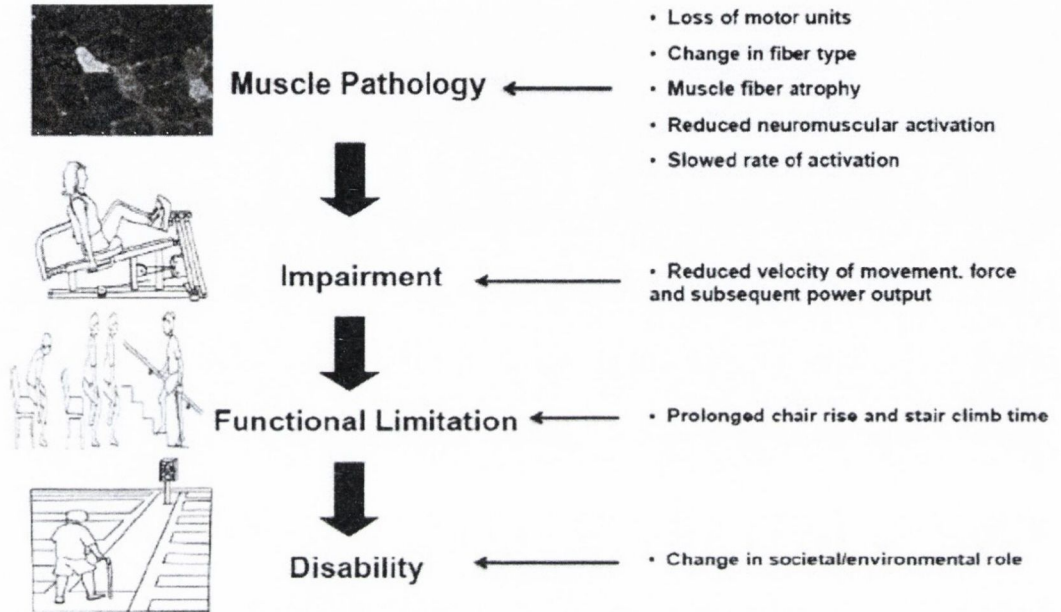 • Loss of motor units
• Change in fiber type
Muscle Pathology
• Muscle fiber atrophy
• Reduced neuromuscular activation
• Slowed rate of activation
Impairment
• Reduced velocity of movement, force
and subsequent power output
Functional Limitation
• Prolonged chair rise and stair climb time
Disability
• Change in societal/environmental role